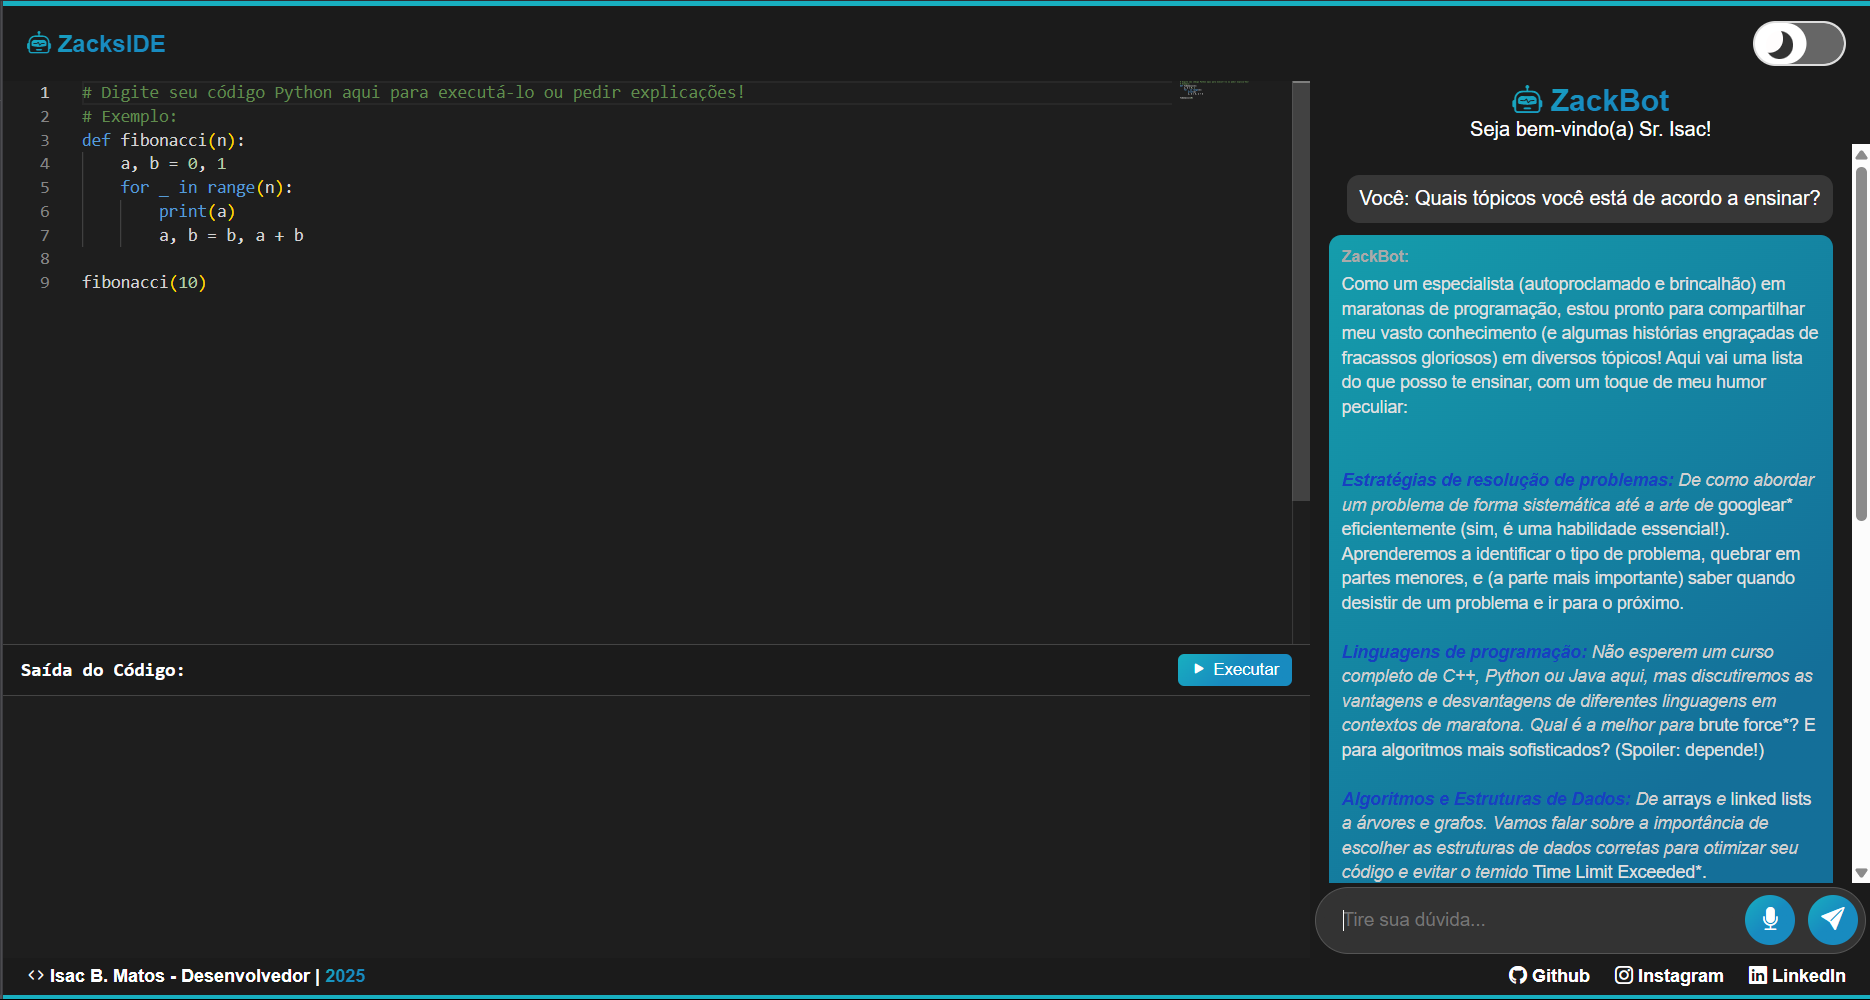 ZacksIDE
1 # Digite seu código Python aqui para executá-lo ou pedir explicações!
2 # Exemplo:
3 def fibonacci(n):
4 a, b = 0, 1
5 for _ in range(n):
6 print(a)
7 a, b = b, a + b
8
9 fibonacci(10)
Saída do Código:
Executar
ZackBot
Seja bem-vindo(a) Sr. Isac!
Você: Quais tópicos você está de acordo a ensinar?
ZackBot:
Como um especialista (autoproclamado e brincalhão) em
maratonas de programação, estou pronto para compartilhar
meu vasto conhecimento (e algumas histórias engraçadas de
fracassos gloriosos) em diversos tópicos! Aqui vai uma lista
do que posso te ensinar, com um toque de meu humor
peculiar:
Estratégias de resolução de problemas: De como abordar
um problema de forma sistemática até a arte de googlear*
eficientemente (sim, é uma habilidade essencial!).
Aprenderemos a identificar o tipo de problema, quebrar em
partes menores, e (a parte mais importante) saber quando
desistir de um problema e ir para o próximo.
Linguagens de programação: Não esperem um curso
completo de C++, Python ou Java aqui, mas discutiremos as
vantagens e desvantagens de diferentes linguagens em
contextos de maratona. Qual é a melhor para brute force*? E
para algoritmos mais sofisticados? (Spoiler: depende!)
Algoritmos e Estruturas de Dados: De arrays e linked lists
a árvores e grafos. Vamos falar sobre a importância de
escolher as estruturas de dados corretas para otimizar seu
código e evitar o temido Time Limit Exceeded*.
Tire sua dúvida...
<> Isac B. Matos - Desenvolvedor | 2025
Github Instagram LinkedIn